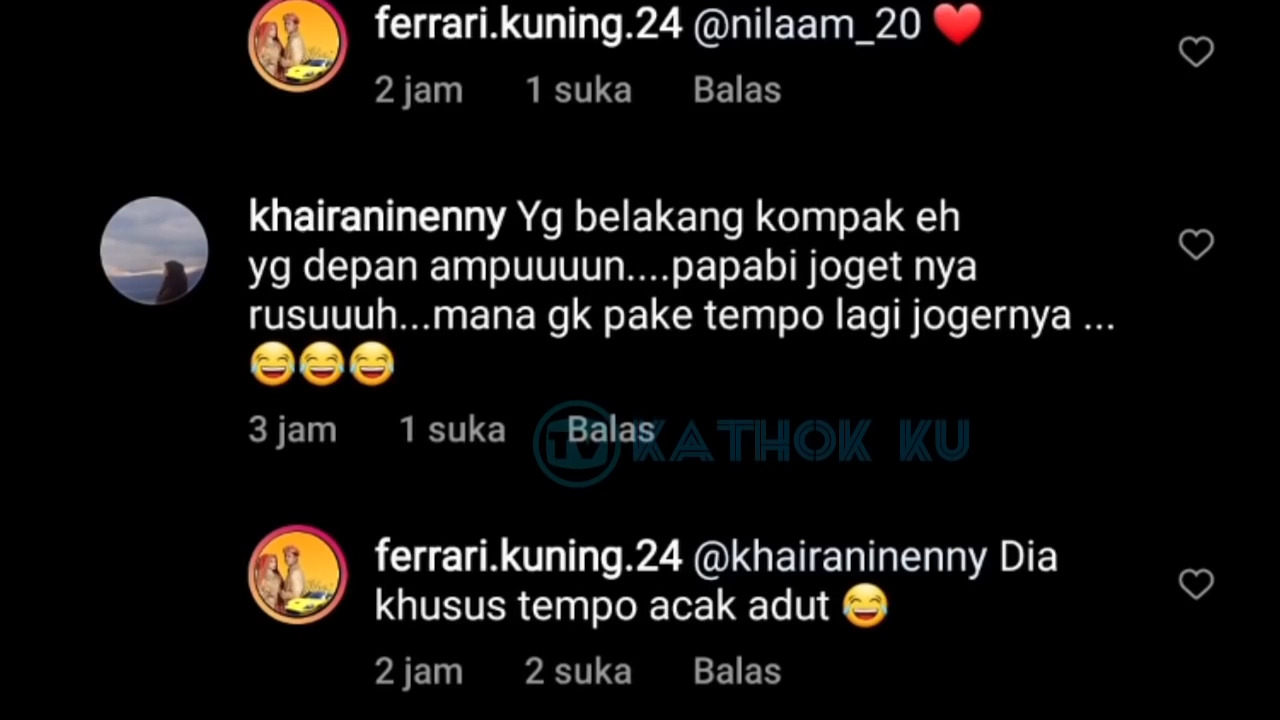 ferrari.kuning.24 @nilaam_20 ❤️
2 jam 1 suka Balas
khairaninenny Yg belakang kompak eh
yg depan ampuuuun....papabi joget nya
rusuuuh...mana gk pake tempo lagi jogernya ...
😂😂😂
3 jam 1 suka Balas
TV KATHOK KU
ferrari.kuning.24 @khairaninenny Dia
khusus tempo acak adut 😂
2 jam 2 suka Balas